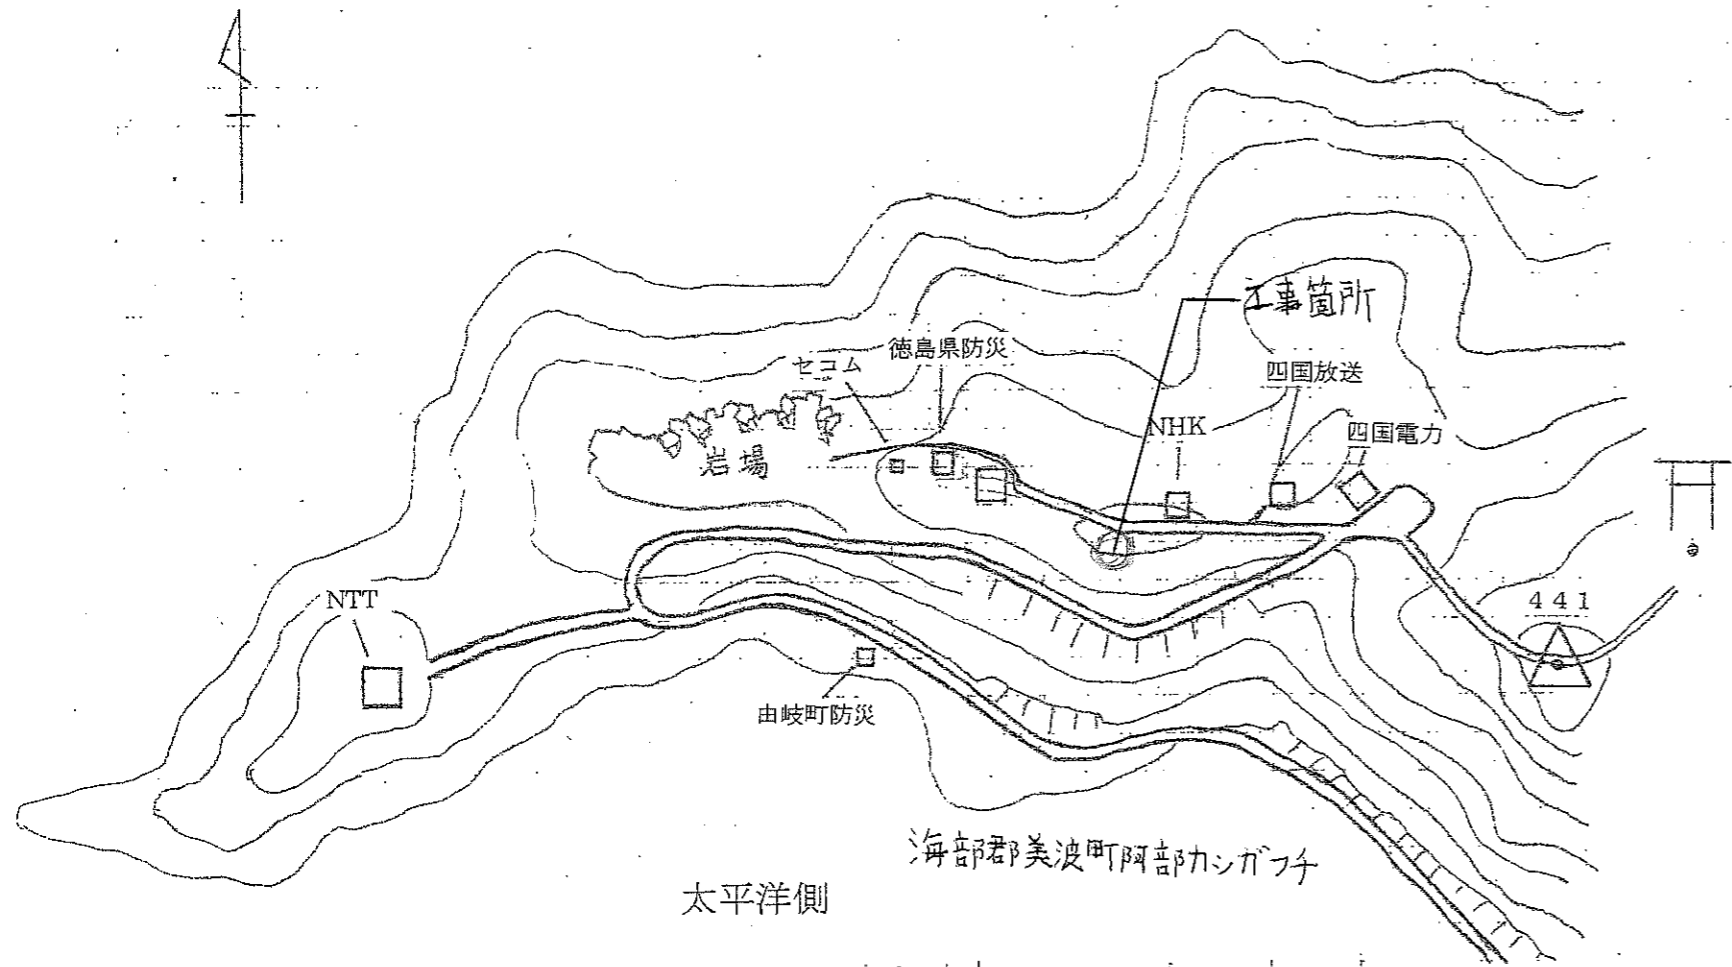 工事箇所
徳島県防災
セコム
四国放送
NHK
四国電力
岩場
NTT
441
由岐町防災
海部郡美波町阿部カシガフチ
太平洋側